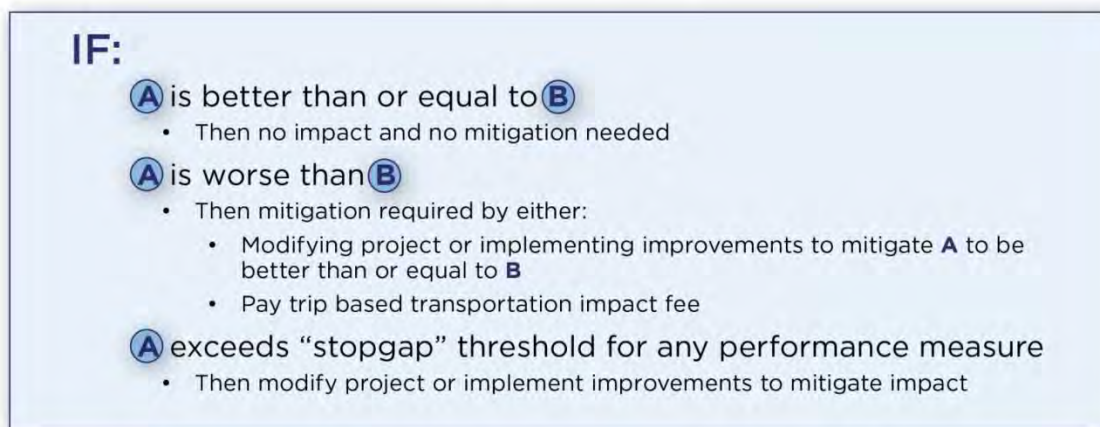 IF:
A is better than or equal to B
• Then no impact and no mitigation needed
A is worse than B
• Then mitigation required by either:
• Modifying project or implementing improvements to mitigate A to be
better than or equal to B
• Pay trip based transportation impact fee
A exceeds “stopgap” threshold for any performance measure
• Then modify project or implement improvements to mitigate impact